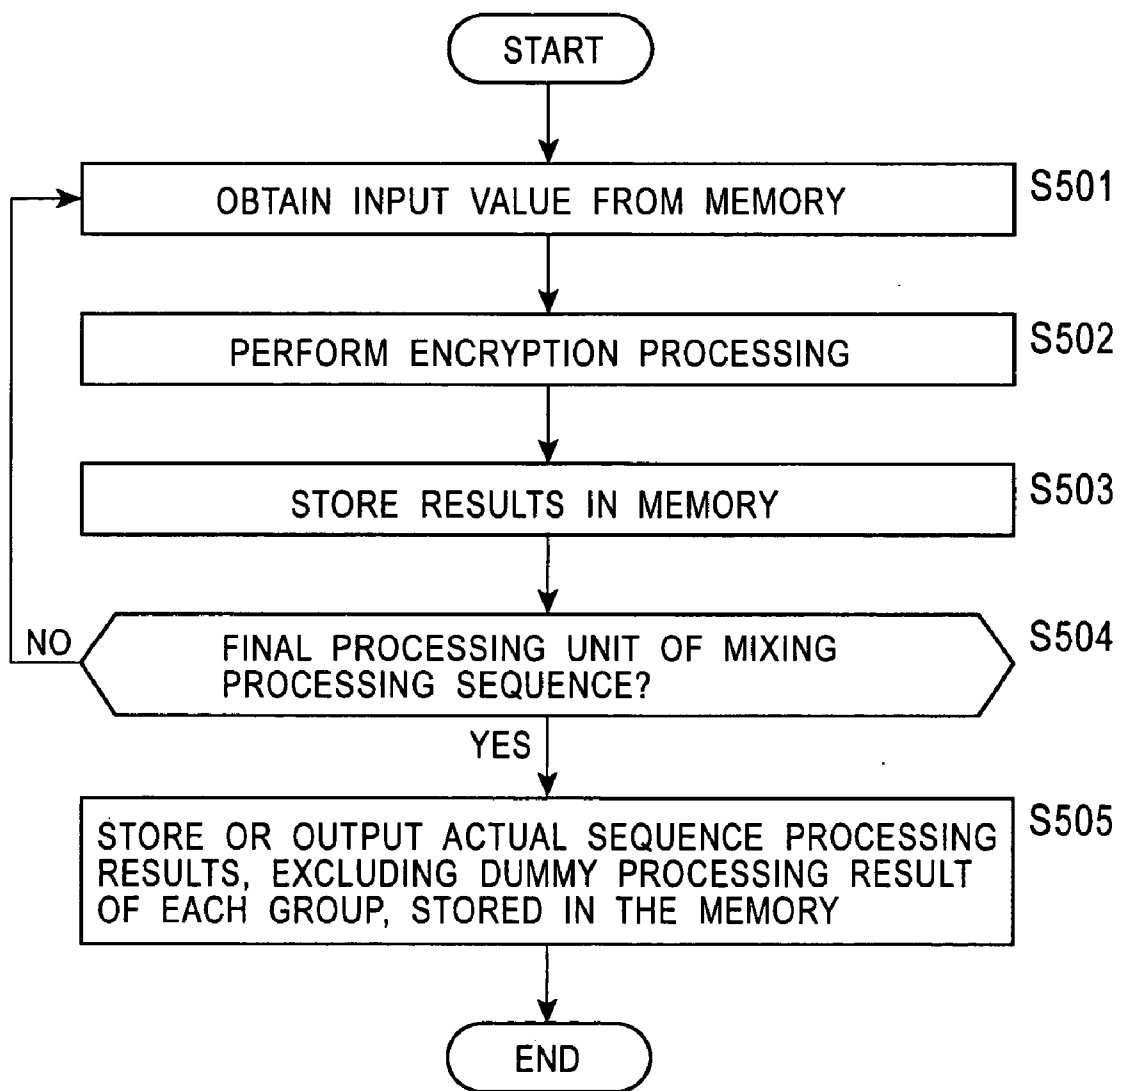 START
OBTAIN INPUT VALUE FROM MEMORY
S501
PERFORM ENCRYPTION PROCESSING
S502
STORE RESULTS IN MEMORY
S503
NO
FINAL PROCESSING UNIT OF MIXING
PROCESSING SEQUENCE?
S504
YES
STORE OR OUTPUT ACTUAL SEQUENCE PROCESSING
RESULTS, EXCLUDING DUMMY PROCESSING RESULT
OF EACH GROUP, STORED IN THE MEMORY
S505
END